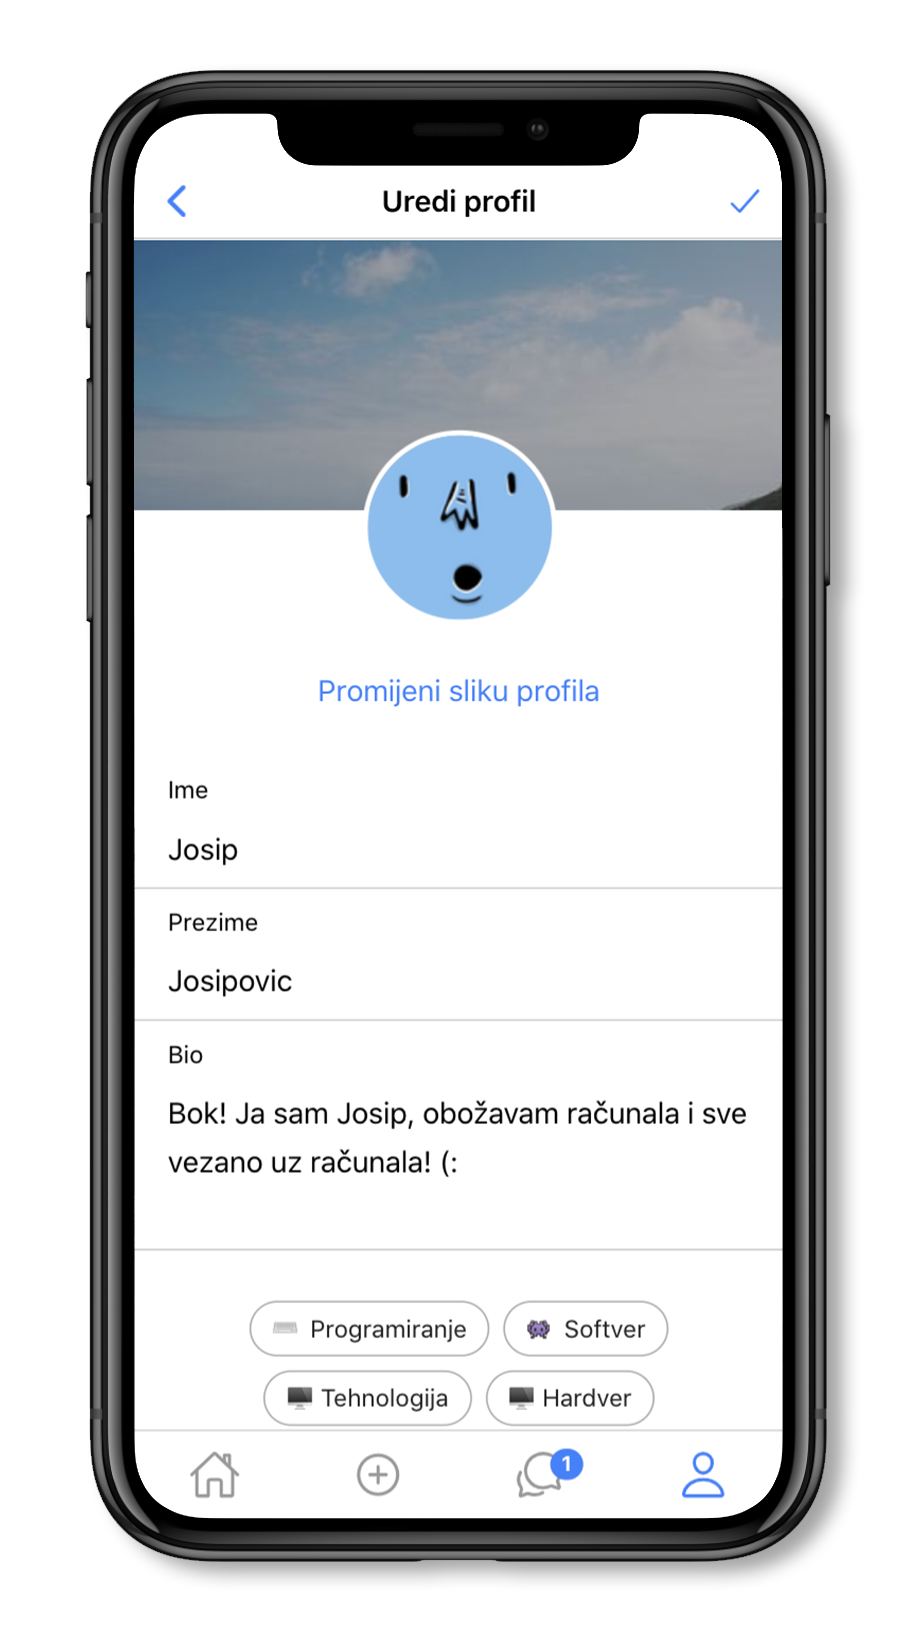 Uredi profil
Promijeni sliku profila
Ime
Josip
Prezime
Josipovic
Bio
Bok! Ja sam Josip, obožavam računala i sve
vezano uz računala! (:
Programiranje
Softver
Tehnologija
Hardver
1